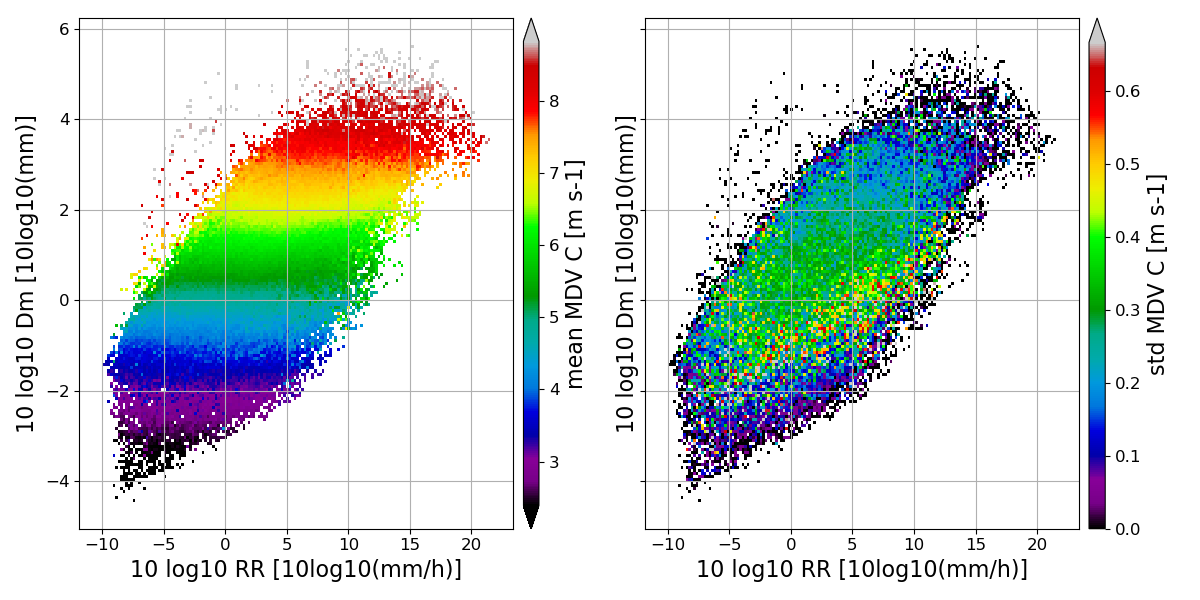 6
4
2
0
−2
−4
10 log10 Dm [10log10(mm)]
−10 −5 0 5 10 15 20
10 log10 RR [10log10(mm/h)]
8
7
6
5
4
3
mean MDV C [m s-1]
10 log10 Dm [10log10(mm)]
−10 −5 0 5 10 15 20
10 log10 RR [10log10(mm/h)]
0.6
0.5
0.4
0.3
0.2
0.1
0.0
std MDV C [m s-1]